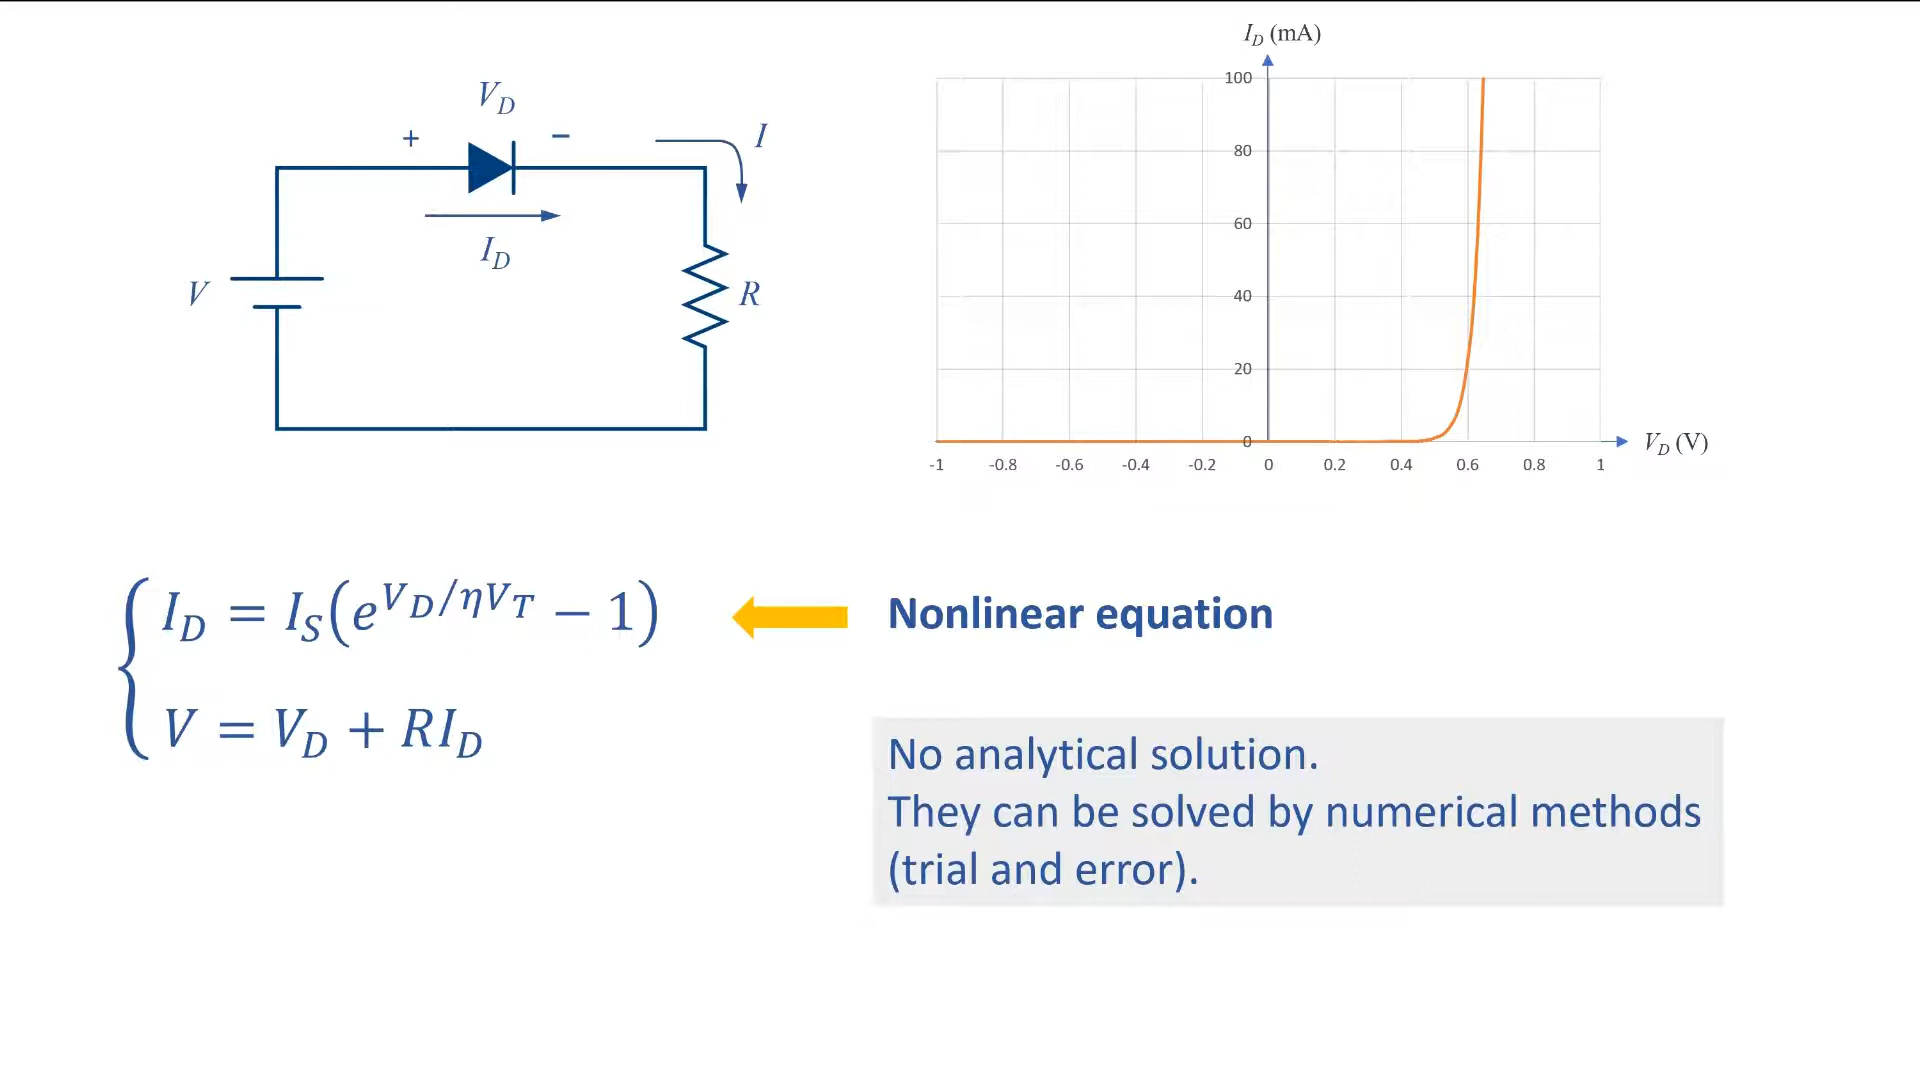 V_D
+
−
I
I_D
V
R
I_D (mA)
100
80
60
40
20
0
-1 -0.8 -0.6 -0.4 -0.2 0 0.2 0.4 0.6 0.8 1
V_D (V)
I_D = I_S(e^{V_D/ηV_T} − 1)
Nonlinear equation
V = V_D + RI_D
No analytical solution.
They can be solved by numerical methods
(trial and error).